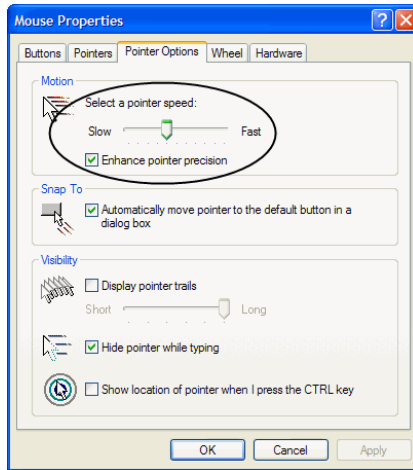 Mouse Properties
Buttons Pointers Pointer Options Wheel Hardware
Motion
Select a pointer speed:
Slow Fast
Enhance pointer precision
Snap To
Automatically move pointer to the default button in a
dialog box
Visibility
Display pointer trails
Short Long
Hide pointer while typing
Show location of pointer when I press the CTRL key
OK Cancel Apply